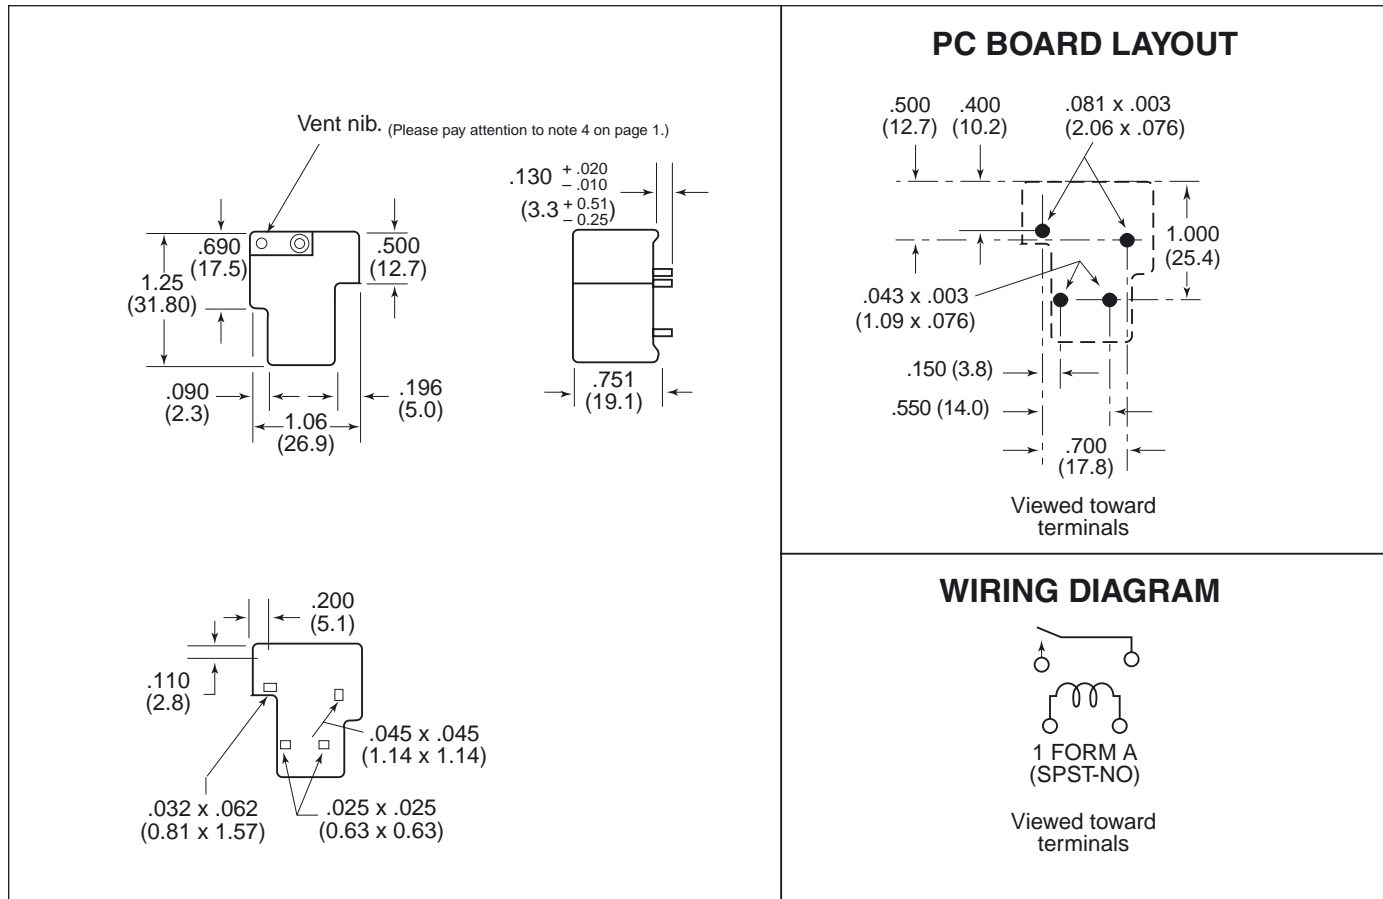 Vent nib. (Please pay attention to note 4 on page 1.)
.690
(17.5)
1.25
(31.80)
.500
(12.7)
.090
(2.3)
1.06
(26.9)
.196
(5.0)
.130 + .020
– .010
(3.3 + 0.51
– 0.25)
.751
(19.1)
.200
(5.1)
.110
(2.8)
.045 x .045
(1.14 x 1.14)
.032 x .062
(0.81 x 1.57)
.025 x .025
(0.63 x 0.63)
PC BOARD LAYOUT
.500
(12.7)
.400
(10.2)
.081 x .003
(2.06 x .076)
1.000
(25.4)
.043 x .003
(1.09 x .076)
.150 (3.8)
.550 (14.0)
.700
(17.8)
Viewed toward
terminals
WIRING DIAGRAM
1 FORM A
(SPST-NO)
Viewed toward
terminals